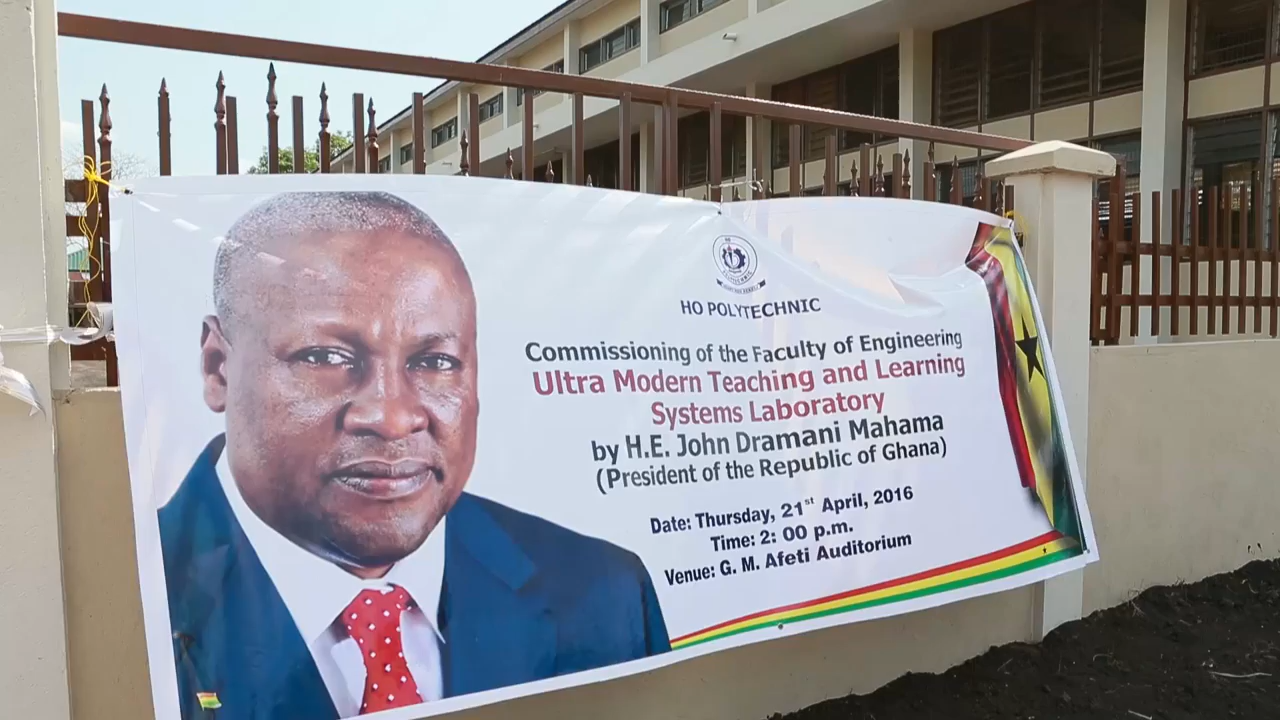 HO POLYTECHNIC
Commissioning of the Faculty of Engineering
Ultra Modern Teaching and Learning
Systems Laboratory
by H.E. John Dramani Mahama
(President of the Republic of Ghana)
Date: Thursday, 21st April, 2016
Time: 2: 00 p.m.
Venue: G. M. Afeti Auditorium